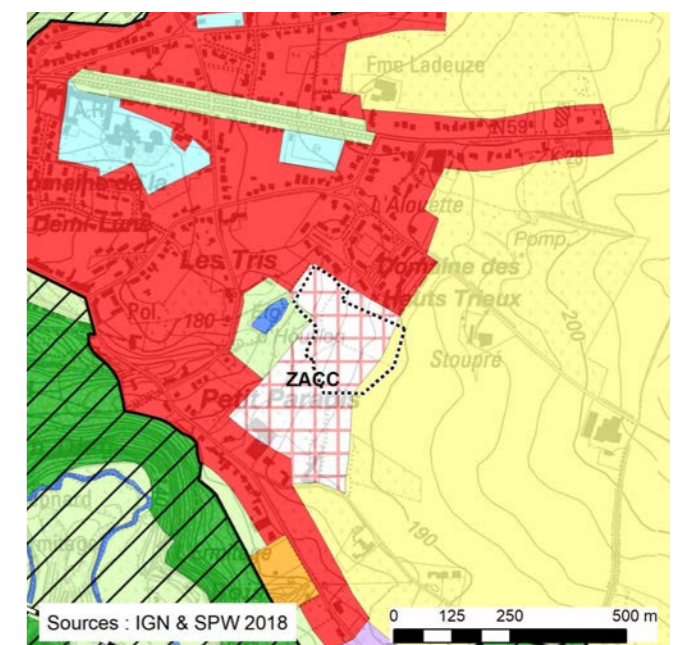 Fme Ladeuze
A.R.
N59
K 28
Domaine de la
Demi-Lune
L'Alouette
Pomp.
Les Tris
Domaine des
Hauts Trieux
Pol.
180
200
Stoupré
ZACC
Petit Paradis
190
Sources : IGN & SPW 2018
0 125 250 500 m